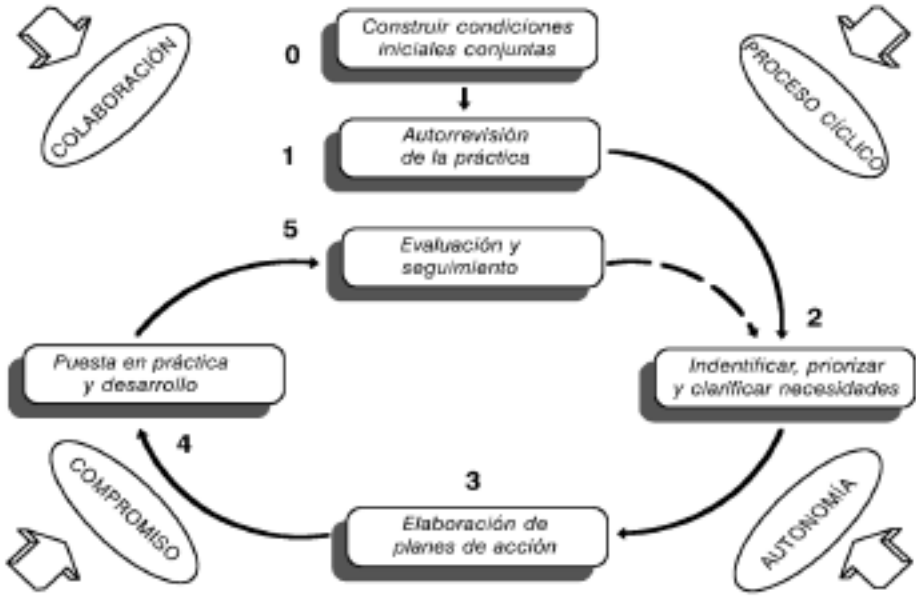 COLABORACIÓN
0
Construir condiciones
iniciales conjuntas
PROCESO CÍCLICO
1
Autorrevisión
de la práctica
5
Evaluación y
seguimiento
2
Puesta en práctica
y desarrollo
Indentificar, priorizar
y clarificar necesidades
4
COMPROMISO
3
Elaboración de
planes de acción
AUTONOMÍA